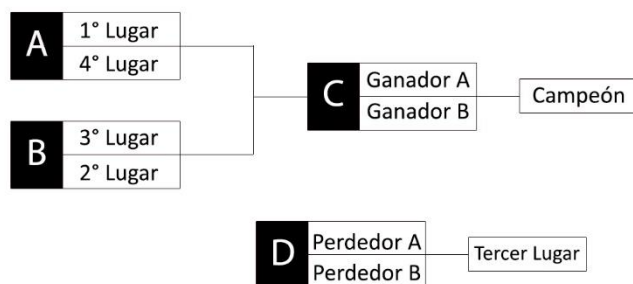 A
1° Lugar
4° Lugar
B
3° Lugar
2° Lugar
C
Ganador A
Ganador B
Campeón
D
Perdedor A
Perdedor B
Tercer Lugar